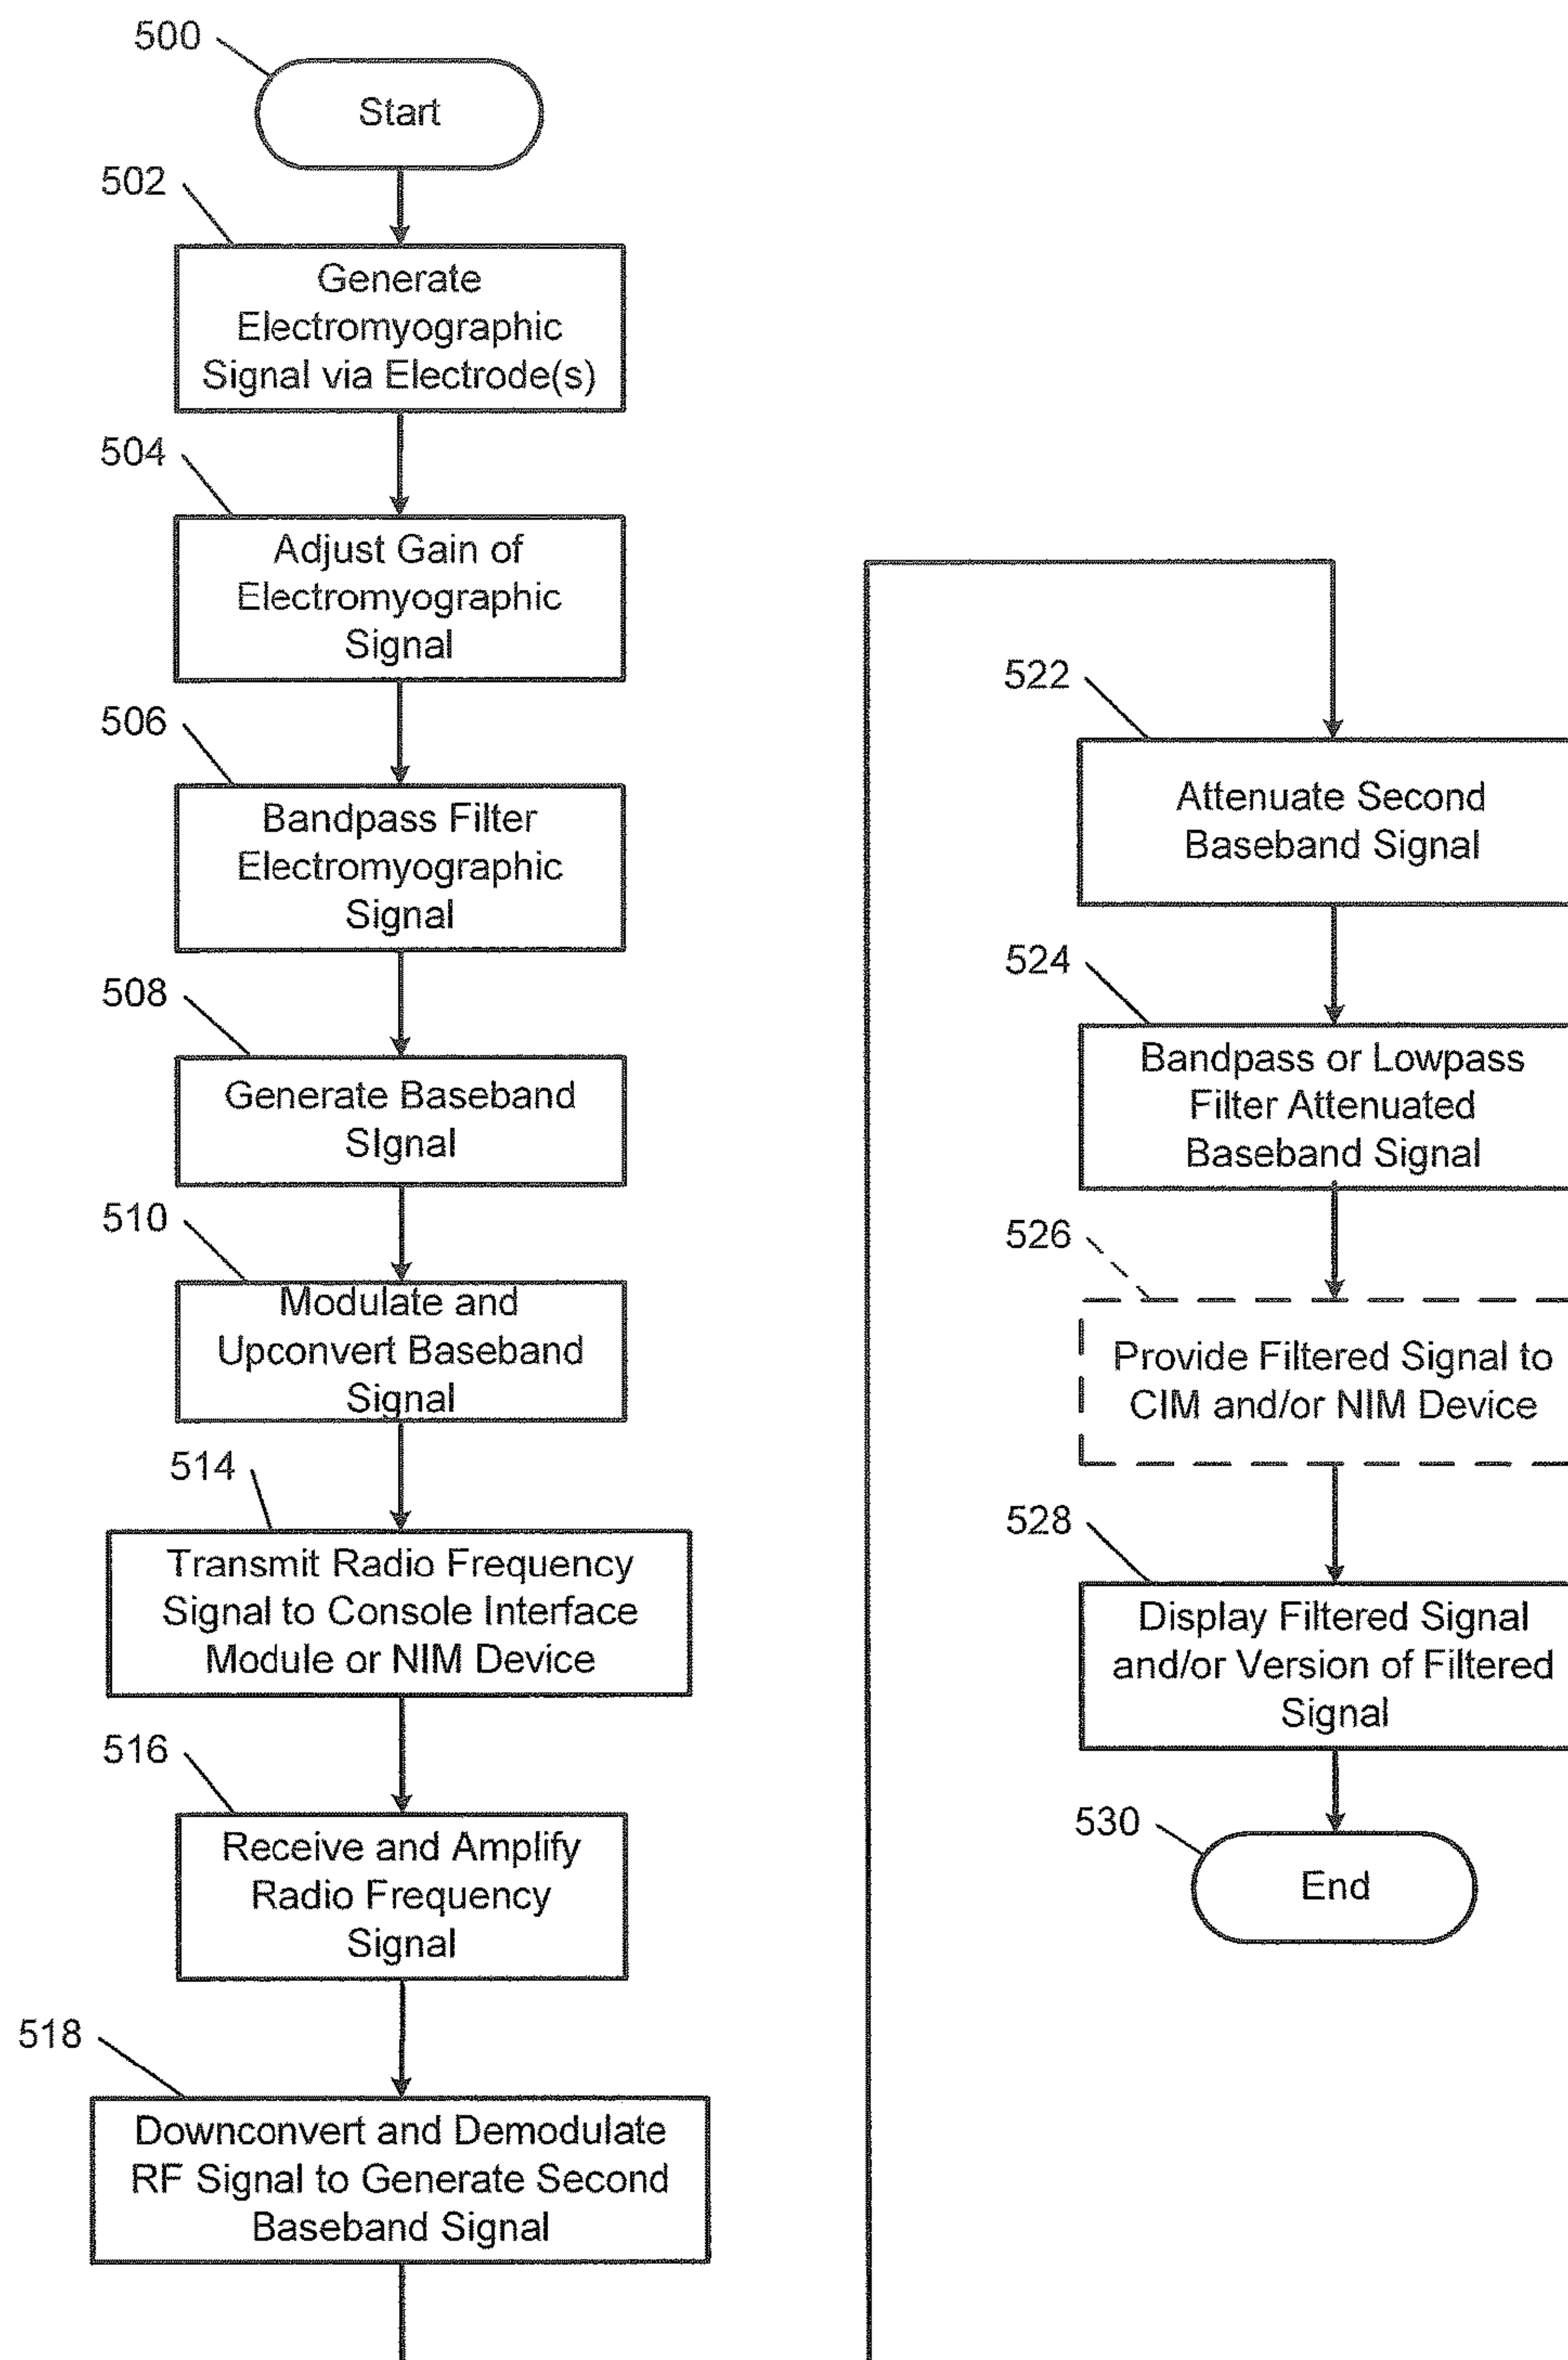 500
Start
502
Generate
Electromyographic
Signal via Electrode(s)
504
Adjust Gain of
Electromyographic
Signal
506
Bandpass Filter
Electromyographic
Signal
508
Generate Baseband
SIgnal
510
Modulate and
Upconvert Baseband
Signal
514
Transmit Radio Frequency
Signal to Console Interface
Module or NIM Device
516
Receive and Amplify
Radio Frequency
Signal
518
Downconvert and Demodulate
RF Signal to Generate Second
Baseband Signal
522
Attenuate Second
Baseband Signal
524
Bandpass or Lowpass
Filter Attenuated
Baseband Signal
526
Provide Filtered Signal to
CIM and/or NIM Device
528
Display Filtered Signal
and/or Version of Filtered
Signal
530
End